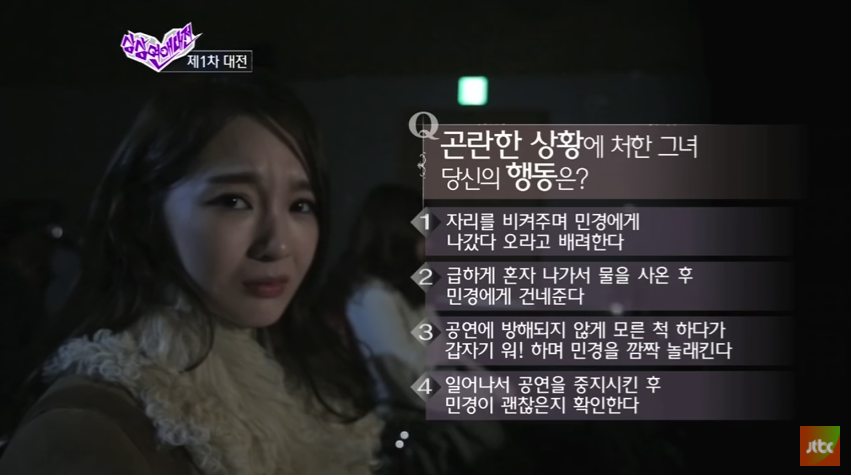 심심연애대전
제1차 대전
Q
곤란한 상황에 처한 그녀
당신의 행동은?
1 자리를 비켜주며 민경에게
나갔다 오라고 배려한다
2 급하게 혼자 나가서 물을 사온 후
민경에게 건네준다
3 공연에 방해되지 않게 모른 척 하다가
갑자기 워! 하며 민경을 깜짝 놀래킨다
4 일어나서 공연을 중지시킨 후
민경이 괜찮은지 확인한다
jtbc